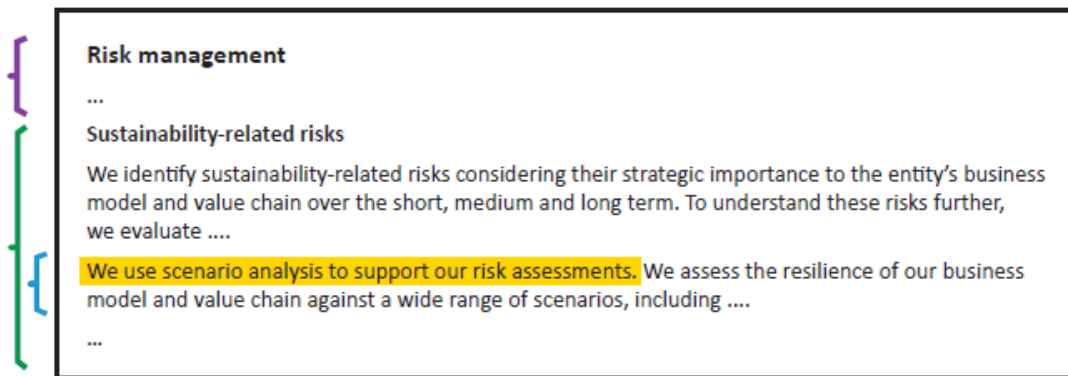 Risk management
...
Sustainability-related risks
We identify sustainability-related risks considering their strategic importance to the entity’s business
model and value chain over the short, medium and long term. To understand these risks further,
we evaluate ....
We use scenario analysis to support our risk assessments. We assess the resilience of our business
model and value chain against a wide range of scenarios, including ....
...